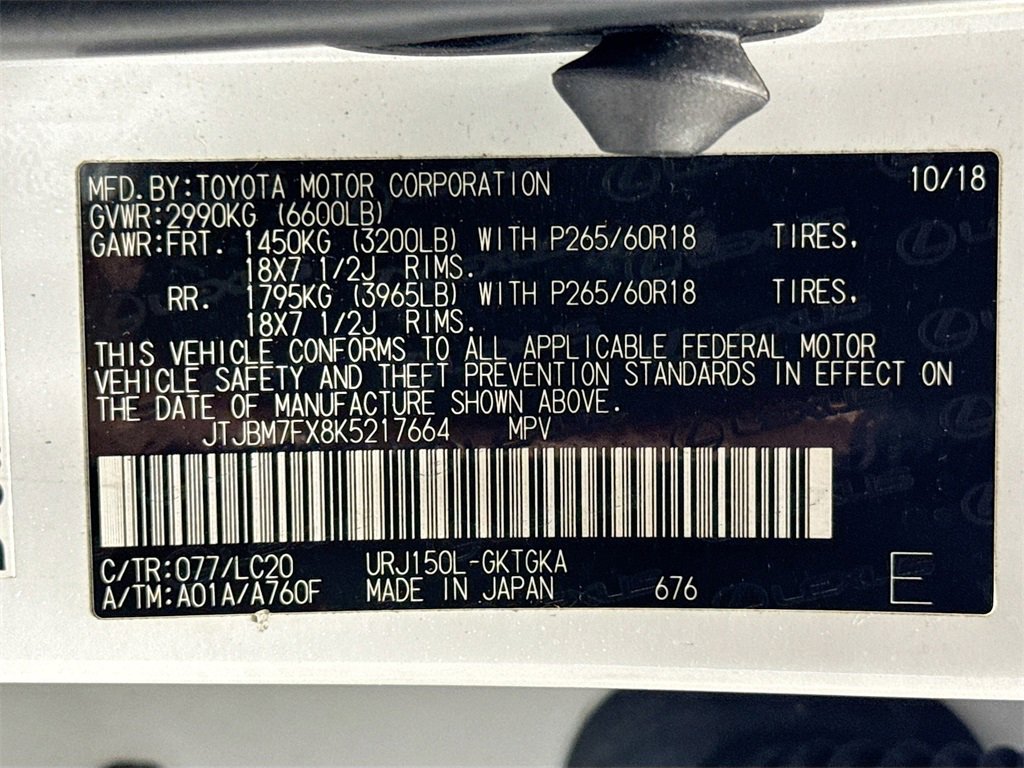 MFD. BY: TOYOTA MOTOR CORPORATION 10/18
GVWR: 2990KG (6600LB)
GAWR: FRT. 1450KG (3200LB) WITH P265/60R18 TIRES,
18X7 1/2J RIMS.
RR. 1795KG (3965LB) WITH P265/60R18 TIRES,
18X7 1/2J RIMS.
THIS VEHICLE CONFORMS TO ALL APPLICABLE FEDERAL MOTOR
VEHICLE SAFETY AND THEFT PREVENTION STANDARDS IN EFFECT ON
THE DATE OF MANUFACTURE SHOWN ABOVE.
JTJBM7FX8K5217664 MPV
C/TR: 077/LC20 URJ150L-GKTGKA
A/TM: A01A/A760F MADE IN JAPAN 676 E